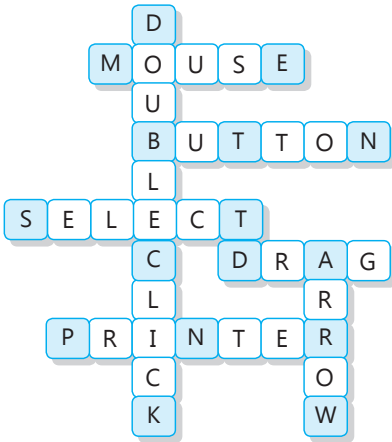 D
MOUSE
U
BUTTON
L
SELECT
C DRAG
L R
PRINTER
C O
K W